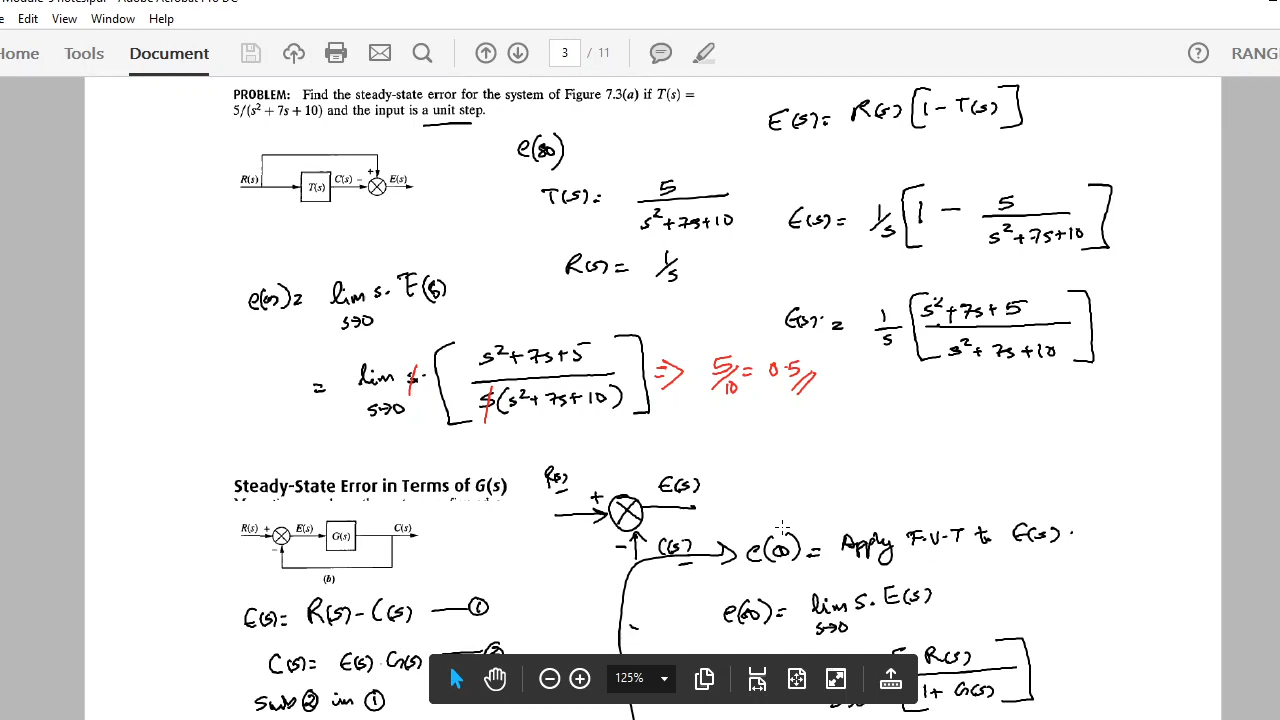 Edit View Window Help
Home Tools Document 3 / 11 RANG
PROBLEM: Find the steady-state error for the system of Figure 7.3(a) if T(s) =
5/(s² + 7s + 10) and the input is a unit step.
E(s) = R(s) [1 - T(s)]
R(s) T(s) C(s) - + E(s)
e(∞)
T(s) = 5 / (s² + 7s + 10)
R(s) = 1/s
E(s) = 1/s [1 - 5 / (s² + 7s + 10)]
E(s) = 1/s [(s² + 7s + 5) / (s² + 7s + 10)]
e(∞) = lim s→0 s. E(s)
= lim s→0 s. [(s² + 7s + 5) / s(s² + 7s + 10)] => 5/10 = 0.5//
Steady-State Error in Terms of G(s)
R(s) + - E(s) G(s) C(s)
(b)
R(s) + E(s)
- C(s) e(∞) = Apply F.V.T to E(s).
E(s) = R(s) - C(s) — ①
e(∞) = lim s→0 s. E(s)
C(s) = E(s) G(s)
R(s) / 1 + G(s)
Sub ② in ①
125%